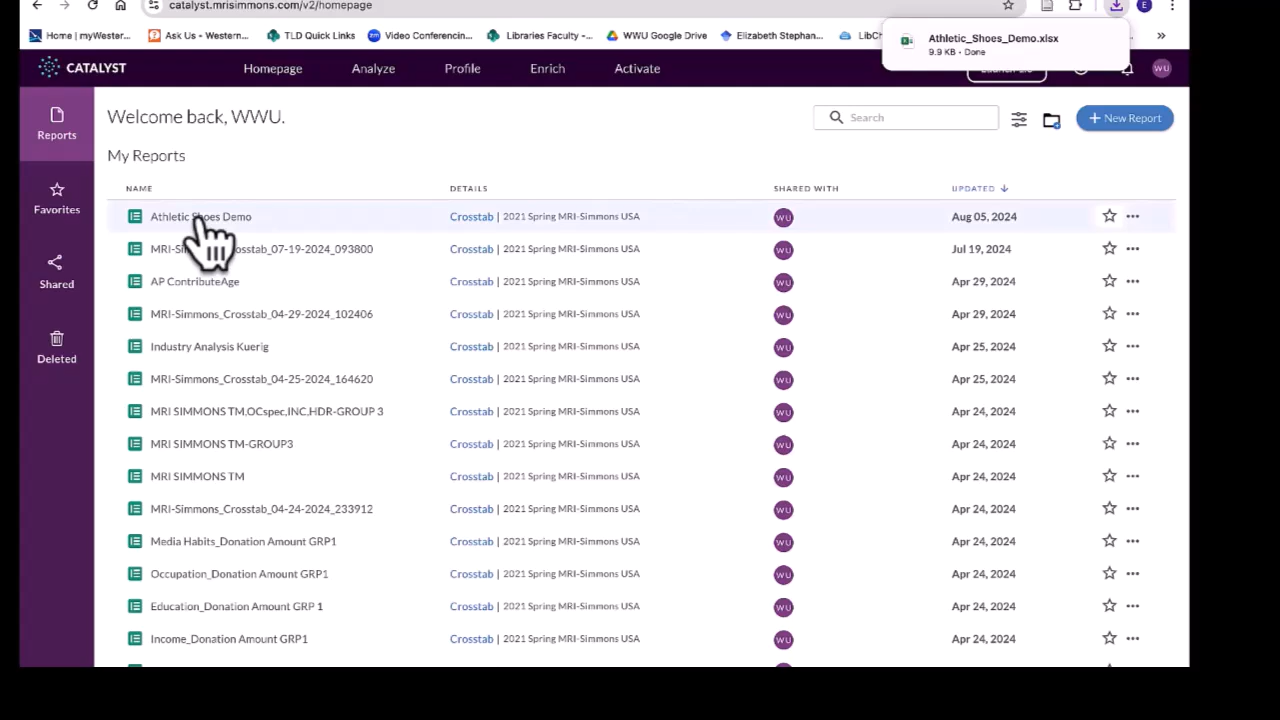 catalyst.mrisimmons.com/v2/homepage
E
Home | myWester...
Ask Us - Western...
TLD Quick Links
Video Conferencin...
Libraries Faculty -...
WWU Google Drive
Elizabeth Stephan...
»
Athletic_Shoes_Demo.xlsx
9.9 KB • Done
CATALYST
Homepage
Analyze
Profile
Enrich
Activate
WU
Reports
Favorites
Shared
Deleted
Welcome back, WWU.
Search
+ New Report
My Reports
NAME DETAILS SHARED WITH UPDATED
Athletic Shoes Demo Crosstab | 2021 Spring MRI-Simmons USA WU Aug 05, 2024
Crosstab_07-19-2024_093800 Crosstab | 2021 Spring MRI-Simmons USA WU Jul 19, 2024
AP ContributeAge Crosstab | 2021 Spring MRI-Simmons USA WU Apr 29, 2024
MRI-Simmons_Crosstab_04-29-2024_102406 Crosstab | 2021 Spring MRI-Simmons USA WU Apr 29, 2024
Industry Analysis Kuerig Crosstab | 2021 Spring MRI-Simmons USA WU Apr 25, 2024
MRI-Simmons_Crosstab_04-25-2024_164620 Crosstab | 2021 Spring MRI-Simmons USA WU Apr 25, 2024
MRI SIMMONS TM,OCspec,INC,HDR-GROUP 3 Crosstab | 2021 Spring MRI-Simmons USA WU Apr 24, 2024
MRI SIMMONS TM-GROUP3 Crosstab | 2021 Spring MRI-Simmons USA WU Apr 24, 2024
MRI SIMMONS TM Crosstab | 2021 Spring MRI-Simmons USA WU Apr 24, 2024
MRI-Simmons_Crosstab_04-24-2024_233912 Crosstab | 2021 Spring MRI-Simmons USA WU Apr 24, 2024
Media Habits_Donation Amount GRP1 Crosstab | 2021 Spring MRI-Simmons USA WU Apr 24, 2024
Occupation_Donation Amount GRP1 Crosstab | 2021 Spring MRI-Simmons USA WU Apr 24, 2024
Education_Donation Amount GRP 1 Crosstab | 2021 Spring MRI-Simmons USA WU Apr 24, 2024
Income_Donation Amount GRP1 Crosstab | 2021 Spring MRI-Simmons USA WU Apr 24, 2024